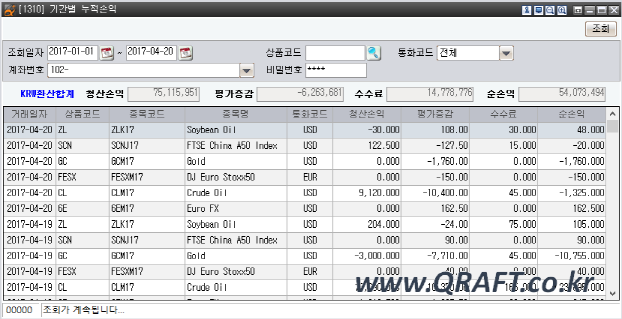 [1310] 기간별 누적손익
조회
조회일자 2017-01-01 ~ 2017-04-20 상품코드 통화코드 전체
계좌번호 102- 비밀번호 ****
KRW환산합계 청산손익 75,115,951 평가증감 -6,263,681 수수료 14,778,776 순손익 54,073,494
거래일자 상품코드 종목코드 종목명 통화코드 청산손익 평가증감 수수료 순손익
2017-04-20 ZL ZLK17 Soybean Oil USD -30.000 108.00 30.000 48.000
2017-04-20 SCN SCNJ17 FTSE China A50 Index USD 122.500 -127.50 15.000 -20.000
2017-04-20 GC GCM17 Gold USD 0.000 -1,760.00 0.000 -1,760.000
2017-04-20 FESX FESXM17 DJ Euro Stoxx50 EUR 0.000 -150.00 0.000 -150.000
2017-04-20 CL CLM17 Crude Oil USD 9,120.000 -10,400.00 45.000 -1,325.000
2017-04-20 6E 6EM17 Euro FX USD 0.000 162.50 0.000 162.500
2017-04-19 ZL ZLK17 Soybean Oil USD 204.000 -24.00 75.000 105.000
2017-04-19 SCN SCNJ17 FTSE China A50 Index USD 0.000 90.00 0.000 90.000
2017-04-19 GC GCM17 Gold USD -3,000.000 -7,710.00 45.000 -10,755.000
2017-04-19 FESX FESXM17 DJ Euro Stoxx50 EUR 0.000 40.000
2017-04-19 CL CLM17 Crude Oil USD
www.QRAFT.co.kr
00000 조회가 계속됩니다...